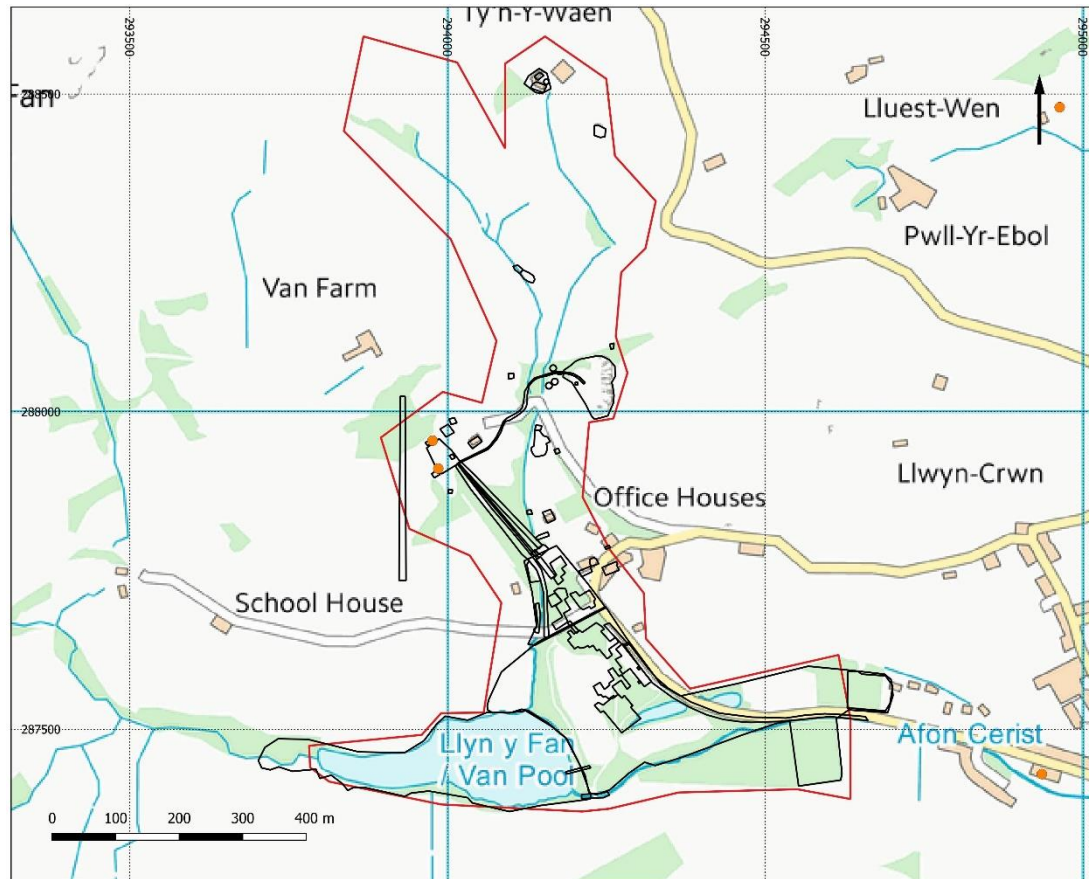 293500
294000
294500
295000
Ty'n-Y-Waen
Fan
288500
Lluest-Wen
Pwll-Yr-Ebol
Van Farm
288000
Office Houses
Llwyn-Crwn
School House
287500
Llyn y Fan
/ Van Pool
Afon Cerist
0 100 200 300 400 m